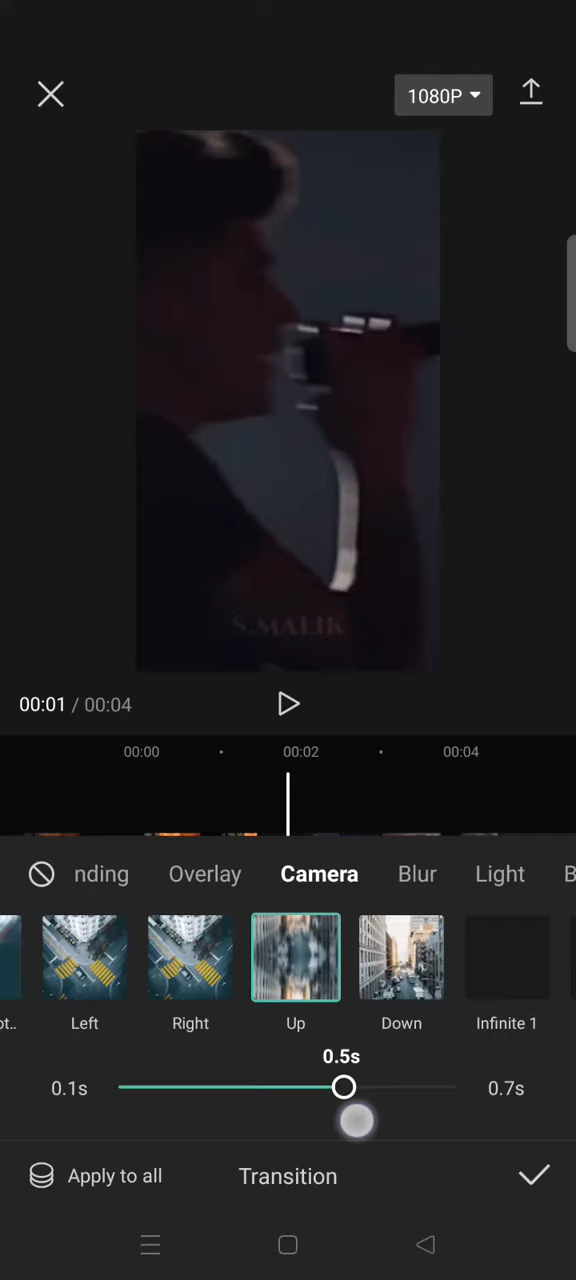 1080P
S.MALIK
00:01 / 00:04
00:00 00:02 00:04
nding Overlay Camera Blur Light B
ot.. Left Right Up Down Infinite 1
0.5s
0.1s 0.7s
Apply to all Transition